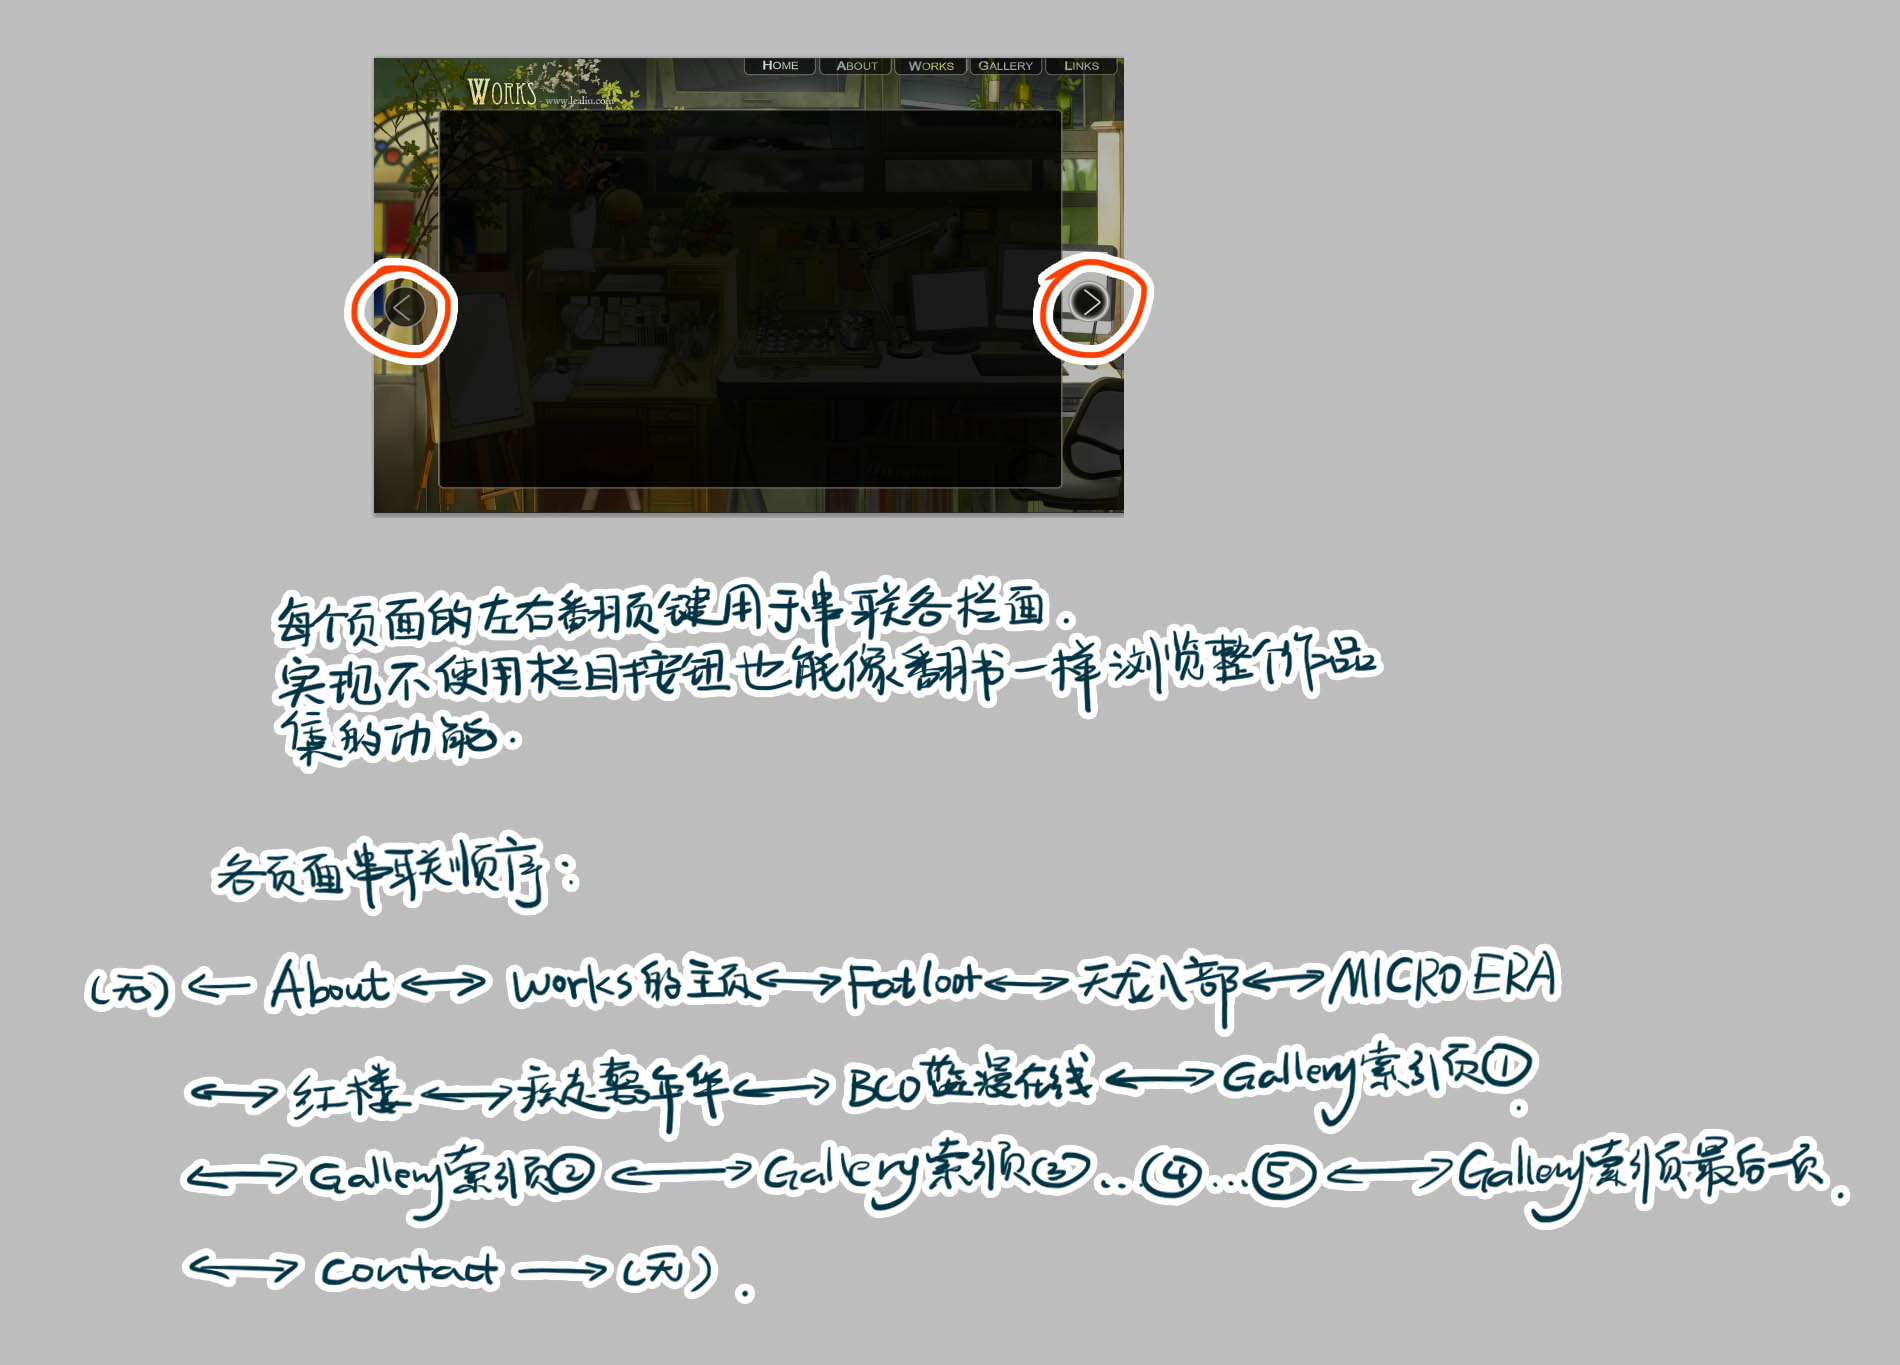 HOME ABOUT WORKS GALLERY LINKS
WORKS - www.lealiu.com
每个页面的左右翻页键用于串联各栏面.
实现不使用栏目按钮也能像翻书一样浏览整个作品
集的功能.
各页面串联顺序:
(无) ← About ↔ works的主页 ↔ Fatloot ↔ 天龙八部 ↔ MICRO ERA
↔ 红楼 ↔ 疾走嘉年华 ↔ BCO蓝漫在线 ↔ Gallery索引页①.
↔ Gallery索引页② ↔ Gallery索引页③...④...⑤ ↔ Gallery索引页最后一页.
↔ Contact → (无).